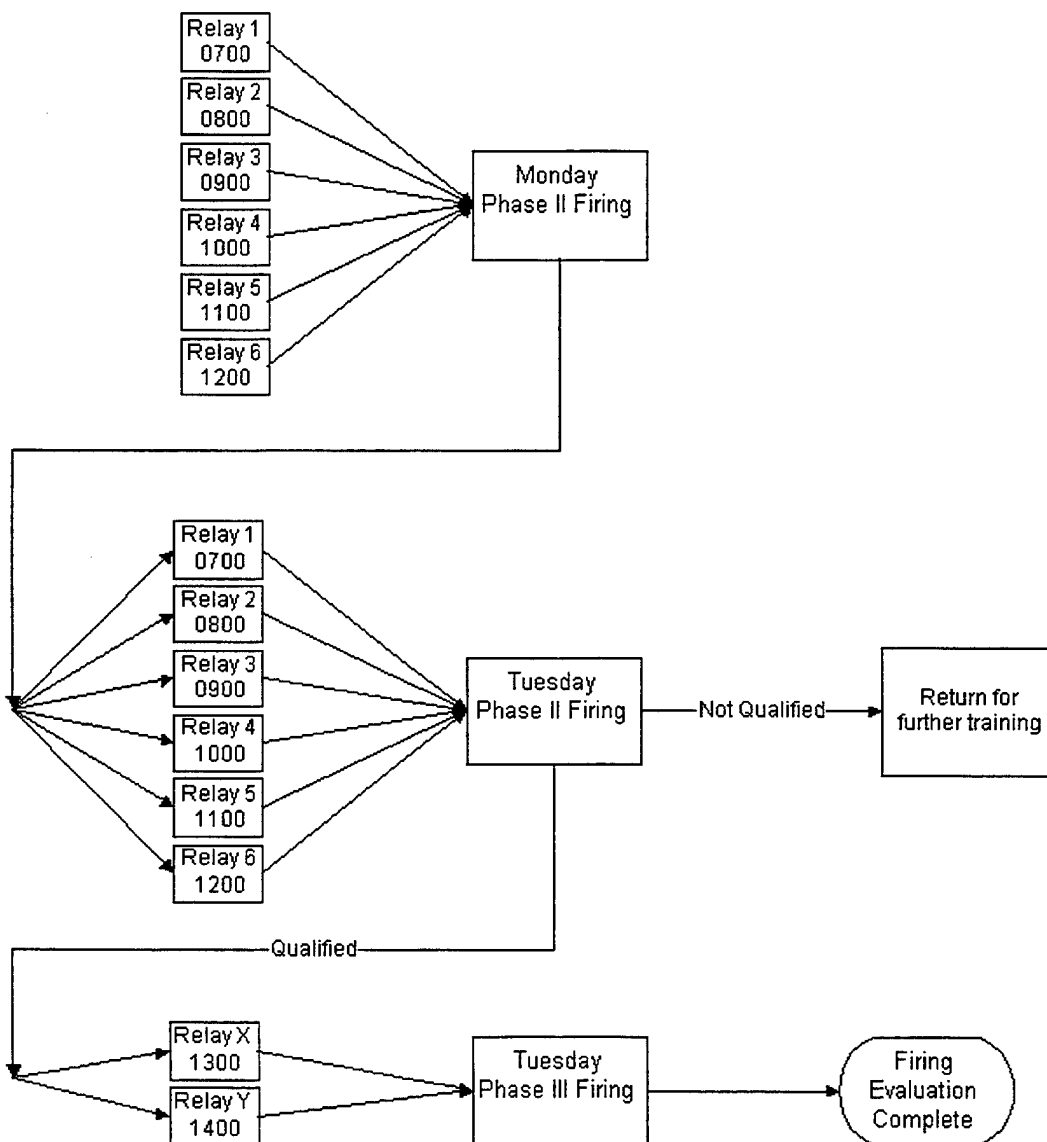 Relay 1
0700
Relay 2
0800
Relay 3
0900
Relay 4
1000
Relay 5
1100
Relay 6
1200
Monday
Phase II Firing
Relay 1
0700
Relay 2
0800
Relay 3
0900
Relay 4
1000
Relay 5
1100
Relay 6
1200
Tuesday
Phase II Firing
Not Qualified
Return for
further training
Qualified
Relay X
1300
Relay Y
1400
Tuesday
Phase III Firing
Firing
Evaluation
Complete